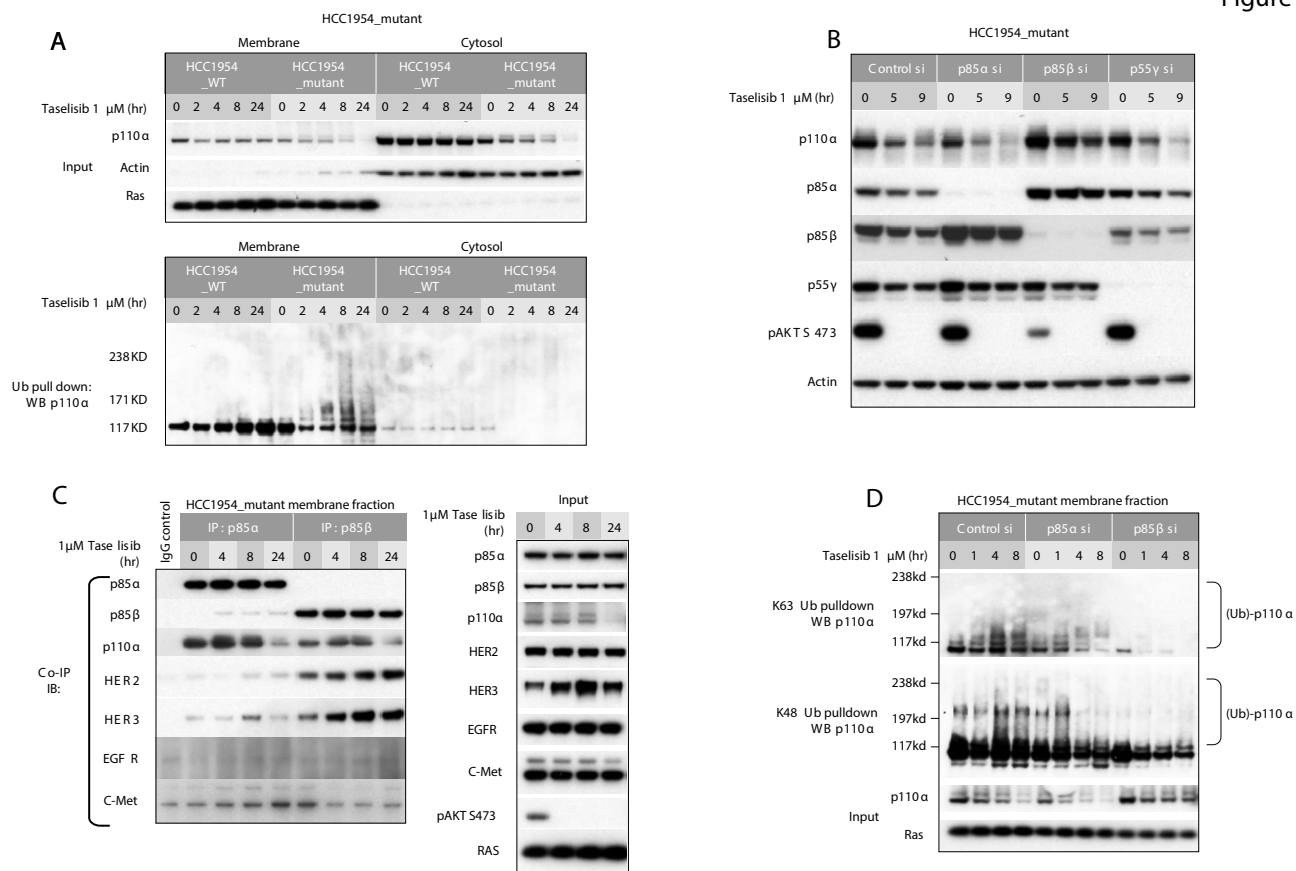 Figure
A
HCC1954_mutant
Membrane Cytosol
HCC1954 _WT HCC1954 _mutant HCC1954 _WT HCC1954 _mutant
Taselisib 1 μM (hr) 0 2 4 8 24 0 2 4 8 24 0 2 4 8 24 0 2 4 8 24
p110α
Input Actin
Ras
Membrane Cytosol
HCC1954 _WT HCC1954 _mutant HCC1954 _WT HCC1954 _mutant
Taselisib 1 μM (hr) 0 2 4 8 24 0 2 4 8 24 0 2 4 8 24 0 2 4 8 24
238KD
Ub pull down: WB p110α
171KD
117KD
B
HCC1954_mutant
Control si p85α si p85β si p55γ si
Taselisib 1 μM (hr) 0 5 9 0 5 9 0 5 9 0 5 9
p110α
p85α
p85β
p55γ
pAKT S 473
Actin
C
HCC1954_mutant membrane fraction
IgG control
IP: p85α IP: p85β
1μM Tase lisib (hr) 0 4 8 24 0 4 8 24
p85α
p85β
p110α
Co-IP IB:
HER2
HER3
EGF R
C-Met
Input
1μM Tase lisib (hr) 0 4 8 24
p85α
p85β
p110α
HER2
HER3
EGFR
C-Met
pAKT S473
RAS
D
HCC1954_mutant membrane fraction
Control si p85α si p85β si
Taselisib 1 μM (hr) 0 1 4 8 0 1 4 8 0 1 4 8
238kd
K63 Ub pulldown WB p110α
197kd
117kd
(Ub)-p110 α
238kd
K48 Ub pulldown WB p110α
197kd
117kd
(Ub)-p110 α
p110α
Input
Ras